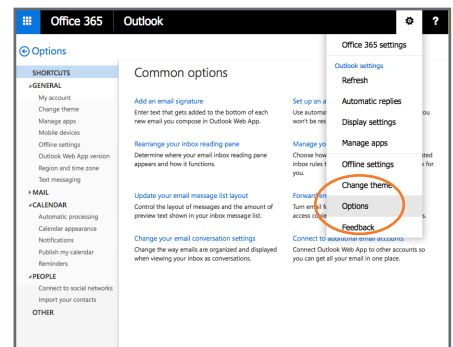 Office 365 Outlook ?
Options
SHORTCUTS
GENERAL
My account
Change theme
Manage apps
Mobile devices
Offline settings
Outlook Web App version
Region and time zone
Text messaging
MAIL
CALENDAR
Automatic processing
Calendar appearance
Notifications
Publish my calendar
Reminders
PEOPLE
Connect to social networks
Import your contacts
OTHER
Common options
Add an email signature
Enter text that gets added to the bottom of each
new email you compose in Outlook Web App.
Rearrange your inbox reading pane
Determine where your email inbox reading pane
appears and how it functions.
Update your email message list layout
Control the layout of messages and the amount of
preview text shown in your inbox message list.
Change your email conversation settings
Change the way emails are organized and displayed
when viewing your inbox as conversations.
Set up an a
Use automa
won't be res
Manage yo
Choose how
inbox rules t
you.
Forward em
Turn email f
access copie
Connect to additional email accounts
Connect Outlook Web App to other accounts so
you can get all your email in one place.
Office 365 settings
Outlook settings
Refresh
Automatic replies
Display settings
Manage apps
Offline settings
Change theme
Options
Feedback